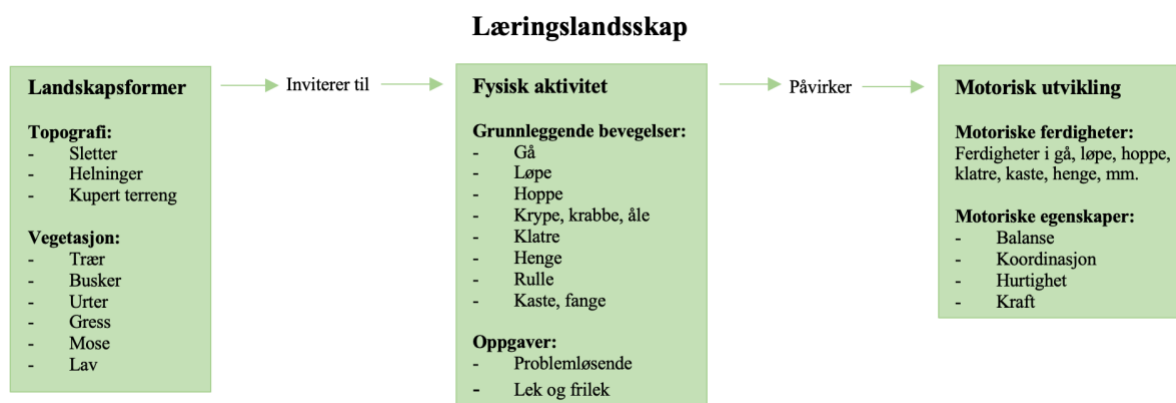 Læringslandsskap
Landskapsformer
Topografi:
- Sletter
- Helninger
- Kupert terreng
Vegetasjon:
- Trær
- Busker
- Urter
- Gress
- Mose
- Lav
Inviterer til
Fysisk aktivitet
Grunnleggende bevegelser:
- Gå
- Løpe
- Hoppe
- Krype, krabbe, åle
- Klatre
- Henge
- Rulle
- Kaste, fange
Oppgaver:
- Problemløsende
- Lek og frilek
Påvirker
Motorisk utvikling
Motoriske ferdigheter:
Ferdigheter i gå, løpe, hoppe,
klatre, kaste, henge, mm.
Motoriske egenskaper:
- Balanse
- Koordinasjon
- Hurtighet
- Kraft